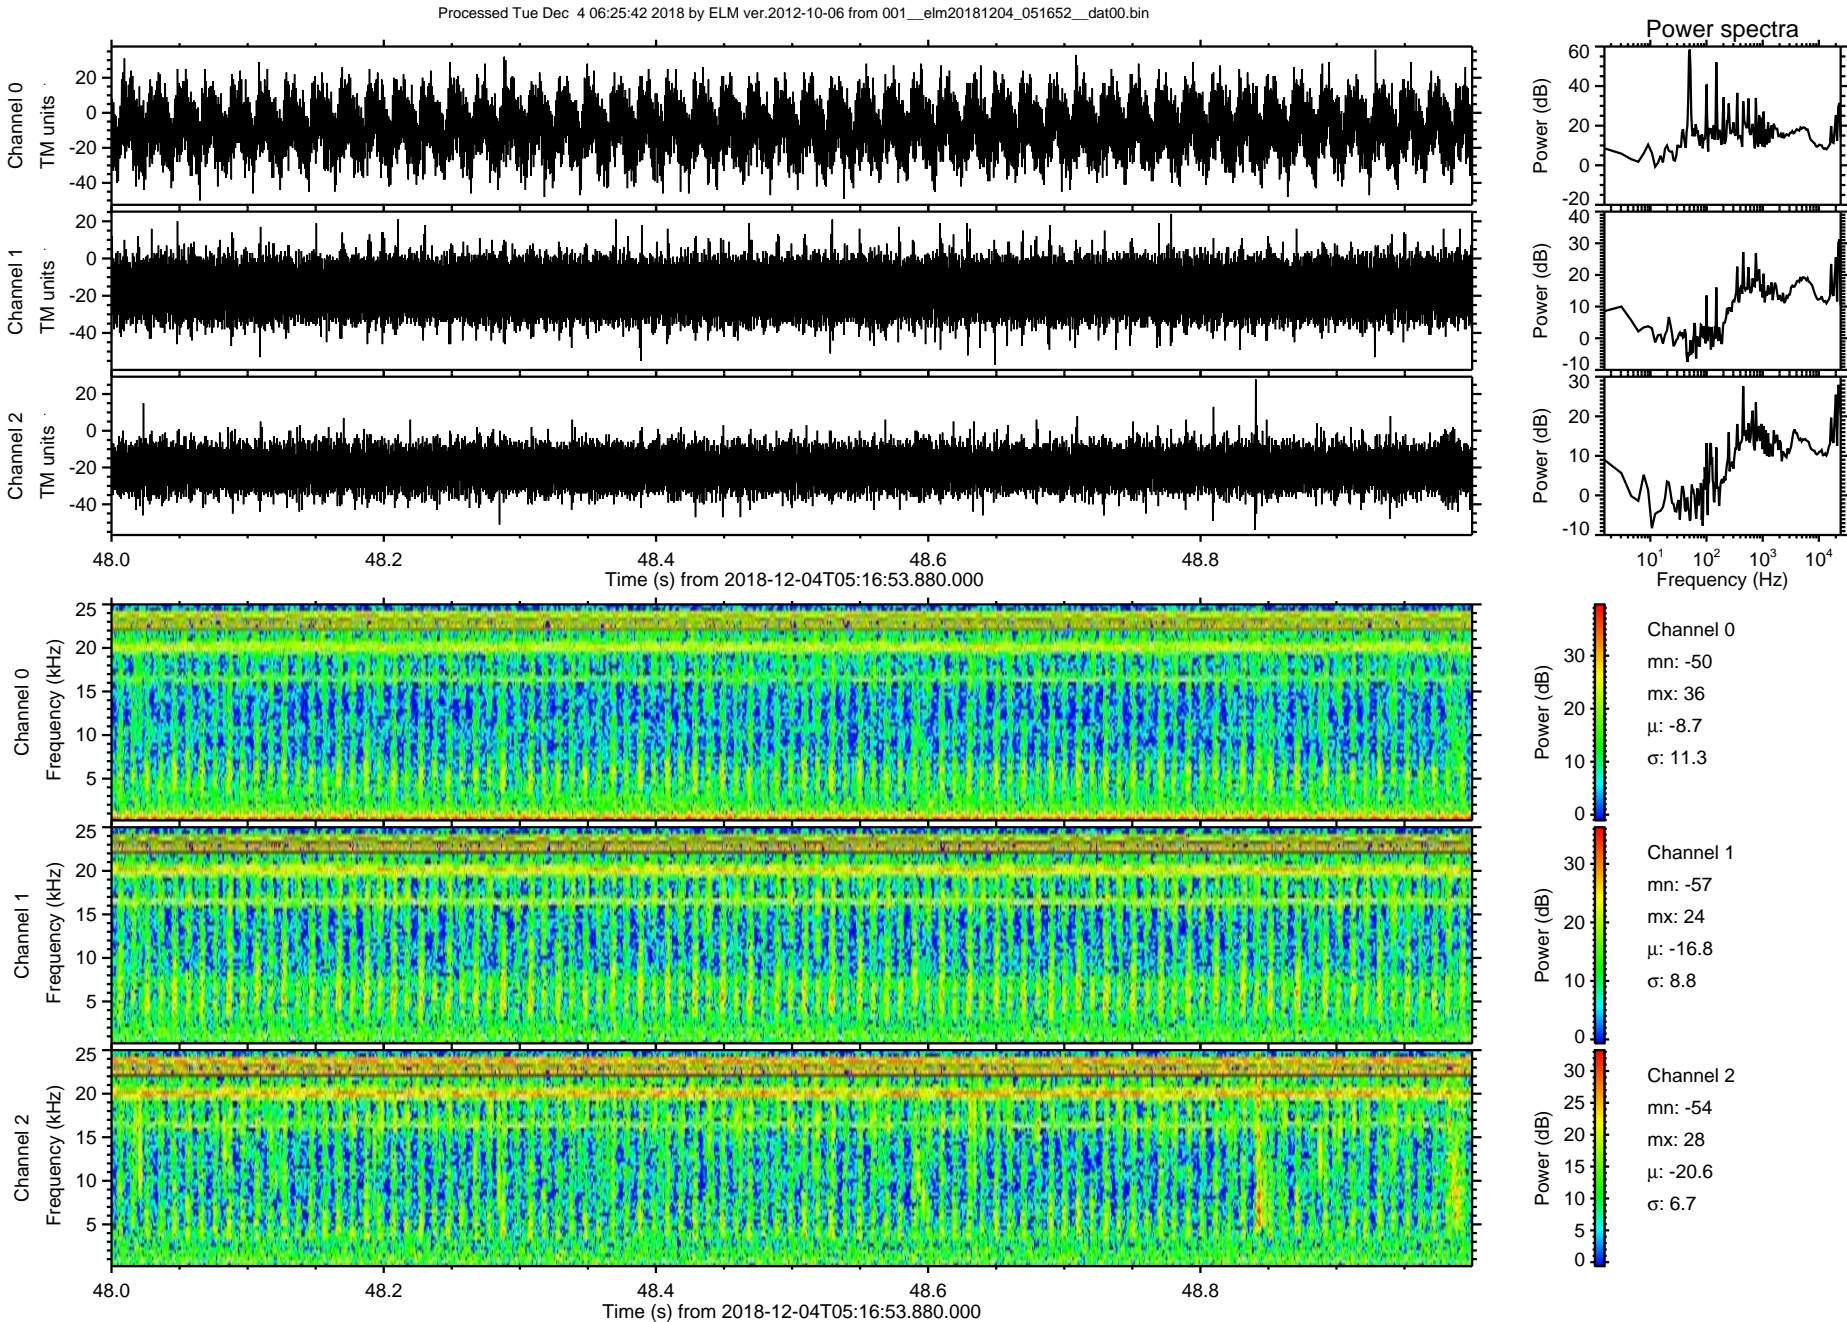 Processed Tue Dec  4 06:25:42 2018 by ELM ver.2012-10-06 from 001__elm20181204_051652__dat00.bin
Power spectra
Channel 0
TM units
20
0
-20
-40
Power (dB)
60
40
20
0
-20
Channel 1
TM units
20
0
-20
-40
Power (dB)
40
30
20
10
0
-10
Channel 2
TM units
20
0
-20
-40
Power (dB)
30
20
10
0
-10
48.0 48.2 48.4 48.6 48.8
Time (s) from 2018-12-04T05:16:53.880.000
10¹ 10² 10³ 10⁴
Frequency (Hz)
Channel 0
Frequency (kHz)
25
20
15
10
5
Power (dB)
30
20
10
0
Channel 0
mn: -50
mx: 36
μ: -8.7
σ: 11.3
Channel 1
Frequency (kHz)
25
20
15
10
5
Power (dB)
30
20
10
0
Channel 1
mn: -57
mx: 24
μ: -16.8
σ: 8.8
Channel 2
Frequency (kHz)
25
20
15
10
5
Power (dB)
30
25
20
15
10
5
0
Channel 2
mn: -54
mx: 28
μ: -20.6
σ: 6.7
48.0 48.2 48.4 48.6 48.8
Time (s) from 2018-12-04T05:16:53.880.000